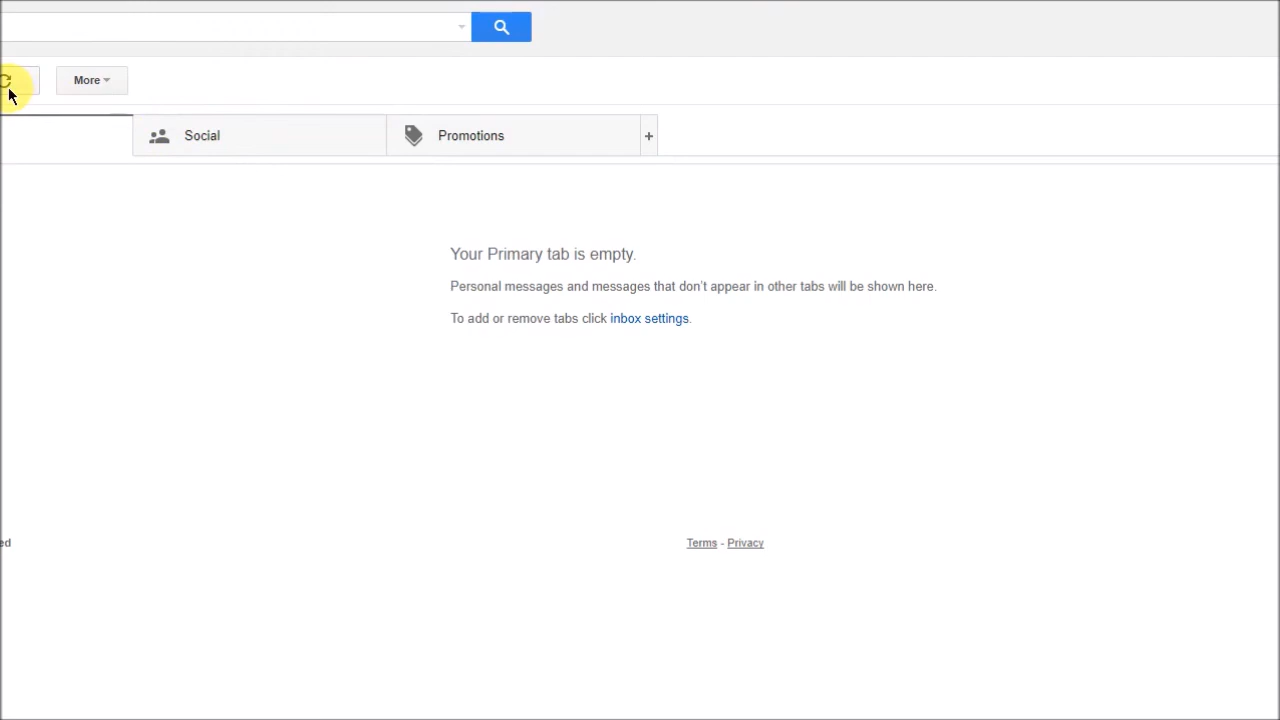 More
Social
Promotions
+
Your Primary tab is empty.
Personal messages and messages that don't appear in other tabs will be shown here.
To add or remove tabs click inbox settings.
ed
Terms - Privacy